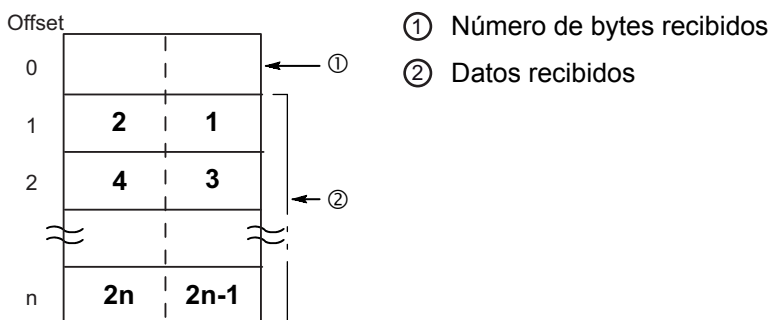 Offset
0
①
1
2
1
2
4
3
②
n
2n
2n-1
① Número de bytes recibidos
② Datos recibidos